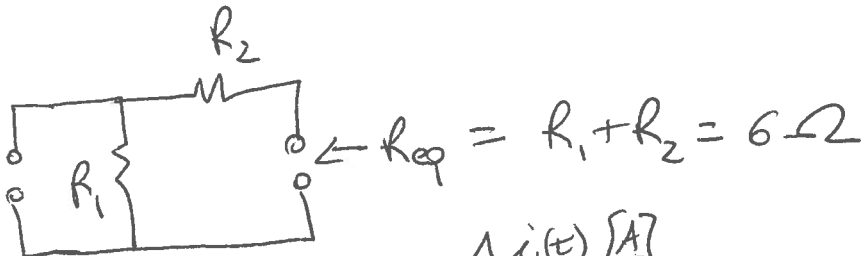 R₂
R₁
← Req = R₁ + R₂ = 6 Ω
i(t) [A]